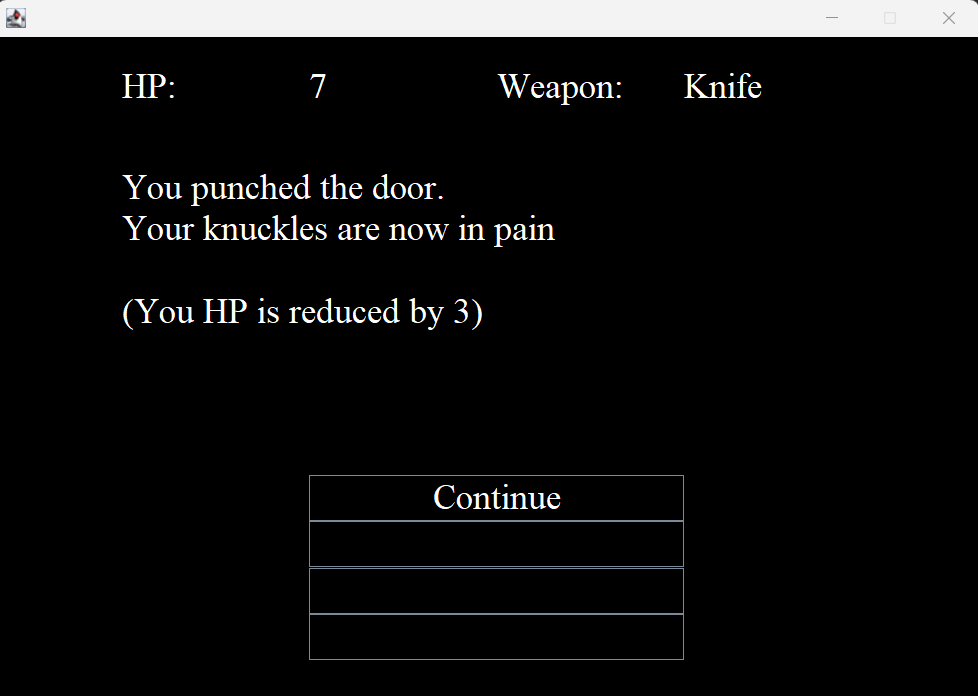 HP: 7 Weapon: Knife
You punched the door.
Your knuckles are now in pain
(You HP is reduced by 3)
Continue